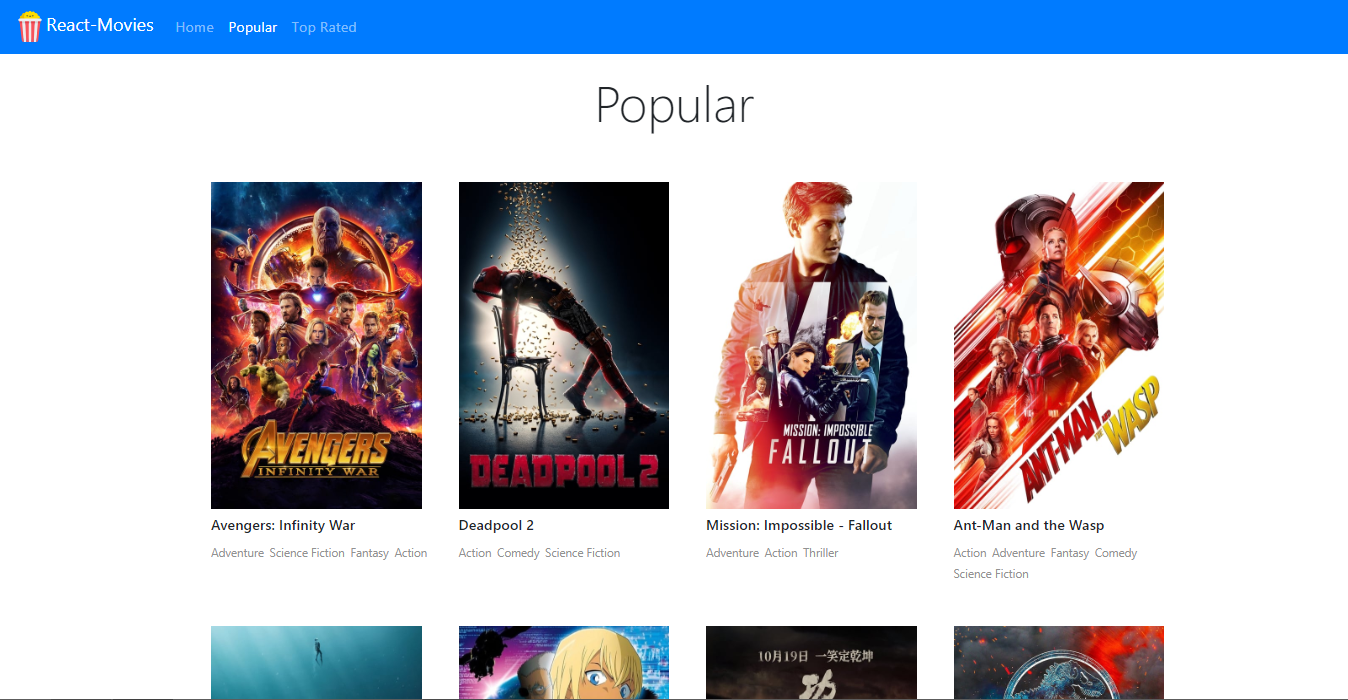 React-Movies Home Popular Top Rated
Popular
AVENGERS
INFINITY WAR
DEADPOOL 2
MISSION: IMPOSSIBLE
FALLOUT
ANT-MAN
AND THE
WASP
Avengers: Infinity War
Adventure Science Fiction Fantasy Action
Deadpool 2
Action Comedy Science Fiction
Mission: Impossible - Fallout
Adventure Action Thriller
Ant-Man and the Wasp
Action Adventure Fantasy Comedy
Science Fiction
10月19日 一笑定乾坤
功